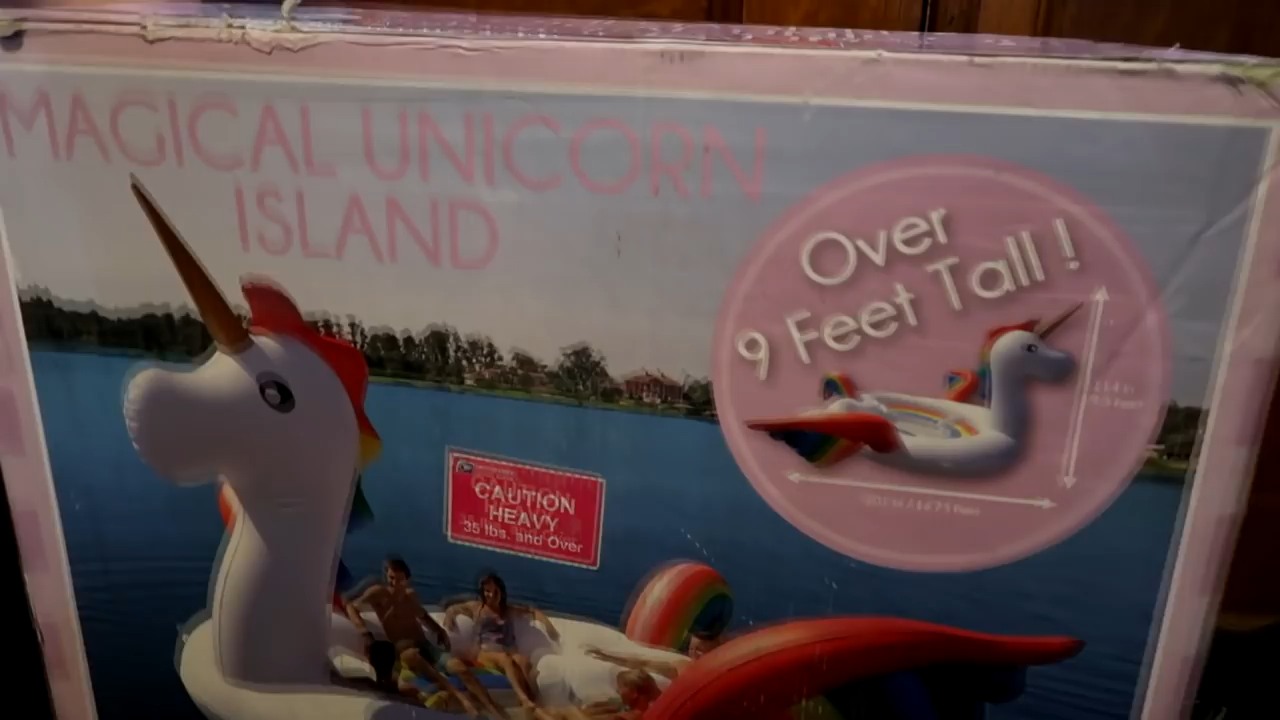 MAGICAL UNICORN
ISLAND
Over
9 Feet Tall !
CAUTION
HEAVY
35 lbs. and Over